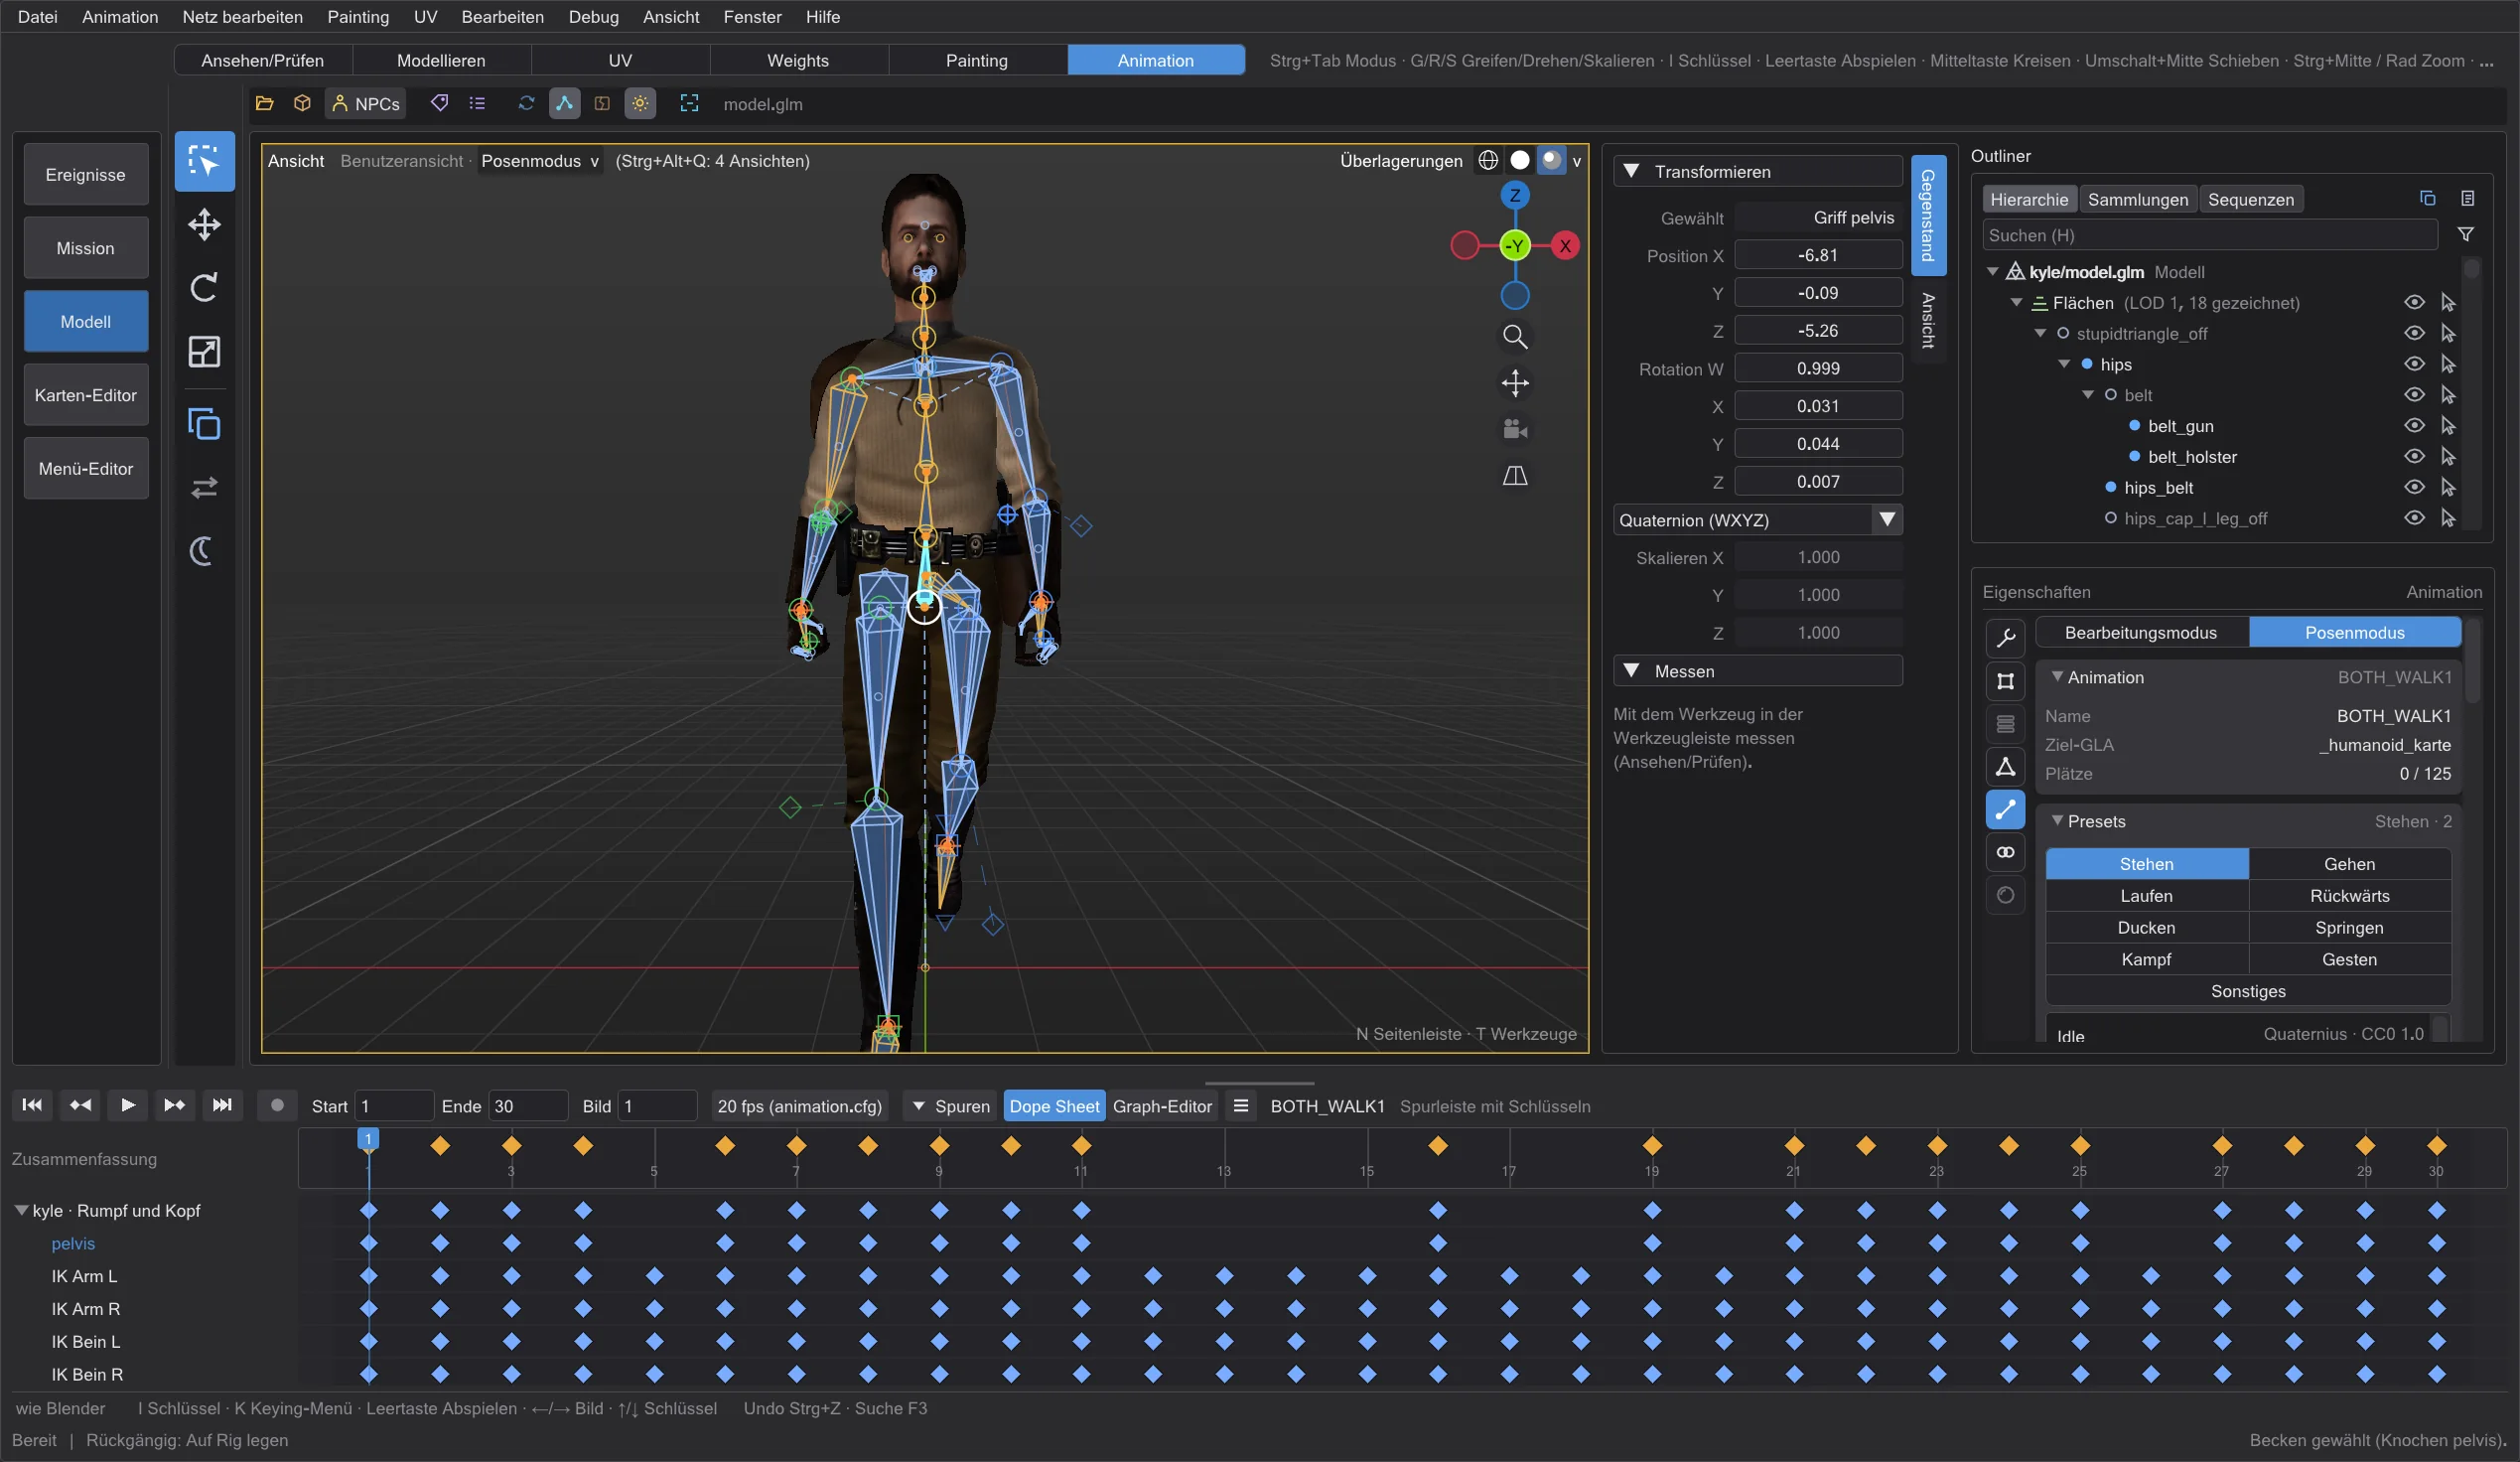 Datei Animation Netz bearbeiten Painting UV Bearbeiten Debug Ansicht Fenster Hilfe
Ansehen/Prüfen Modellieren UV Weights Painting Animation Strg+Tab Modus · G/R/S Greifen/Drehen/Skalieren · I Schlüssel · Leertaste Abspielen · Mitteltaste Kreisen · Umschalt+Mitte Schieben · Strg+Mitte / Rad Zoom · ...
NPCs model.glm
Ereignisse
Mission
Modell
Karten-Editor
Menü-Editor
Ansicht Benutzeransicht · Posenmodus v (Strg+Alt+Q: 4 Ansichten) Überlagerungen v
Z
-Y X
N Seitenleiste · T Werkzeuge
Transformieren
Gewählt Griff pelvis
Position X -6.81
Y -0.09
Z -5.26
Rotation W 0.999
X 0.031
Y 0.044
Z 0.007
Quaternion (WXYZ)
Skalieren X 1.000
Y 1.000
Z 1.000
Messen
Mit dem Werkzeug in der
Werkzeugleiste messen
(Ansehen/Prüfen).
Gegenstand
Ansicht
Outliner
Hierarchie Sammlungen Sequenzen
Suchen (H)
kyle/model.glm Modell
Flächen (LOD 1, 18 gezeichnet)
stupidtriangle_off
hips
belt
belt_gun
belt_holster
hips_belt
hips_cap_l_leg_off
Eigenschaften Animation
Bearbeitungsmodus Posenmodus
Animation BOTH_WALK1
Name BOTH_WALK1
Ziel-GLA _humanoid_karte
Plätze 0 / 125
Presets Stehen · 2
Stehen Gehen
Laufen Rückwärts
Ducken Springen
Kampf Gesten
Sonstiges
Idle Quaternius · CC0 1.0
Start 1 Ende 30 Bild 1 20 fps (animation.cfg) Spuren Dope Sheet Graph-Editor BOTH_WALK1 Spurleiste mit Schlüsseln
1
Zusammenfassung 1 3 5 7 9 11 13 15 17 19 21 23 25 27 29 30
kyle · Rumpf und Kopf
pelvis
IK Arm L
IK Arm R
IK Bein L
IK Bein R
wie Blender I Schlüssel · K Keying-Menü · Leertaste Abspielen · ←/→ Bild · ↑/↓ Schlüssel Undo Strg+Z · Suche F3
Bereit | Rückgängig: Auf Rig legen Becken gewählt (Knochen pelvis).